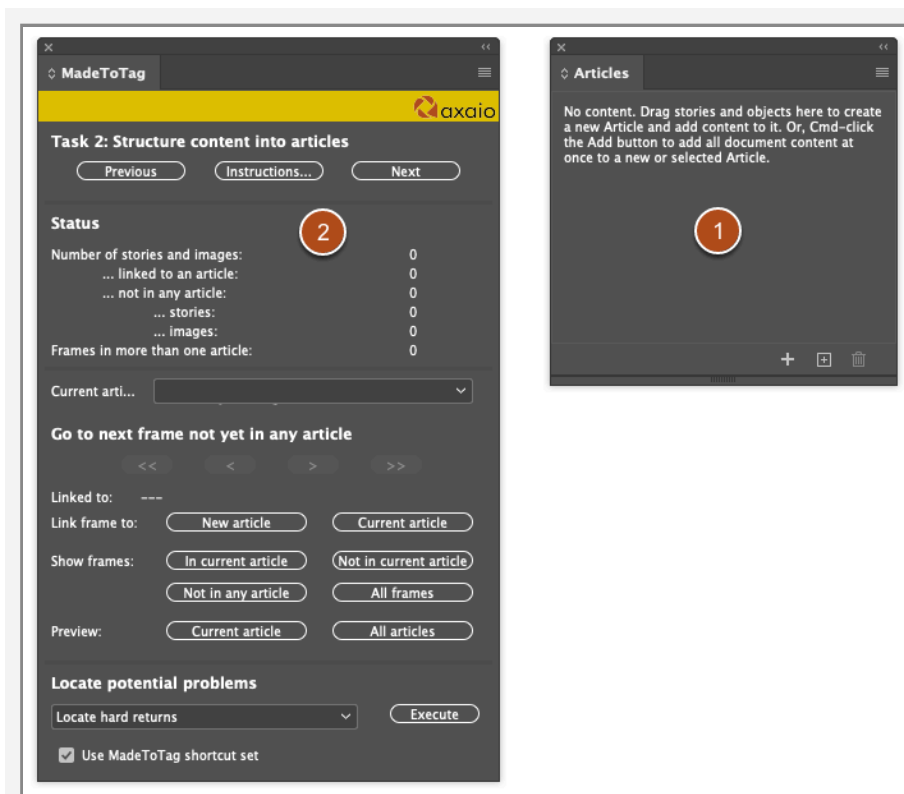 MadeToTag
axaio
Task 2: Structure content into articles
Previous Instructions... Next
Status
2
Number of stories and images: 0
... linked to an article: 0
... not in any article: 0
... stories: 0
... images: 0
Frames in more than one article: 0
Current arti...
Go to next frame not yet in any article
<< < > >>
Linked to: ---
Link frame to: New article Current article
Show frames: In current article Not in current article
Not in any article All frames
Preview: Current article All articles
Locate potential problems
Locate hard returns Execute
Use MadeToTag shortcut set
Articles
No content. Drag stories and objects here to create
a new Article and add content to it. Or, Cmd-click
the Add button to add all document content at
once to a new or selected Article.
1